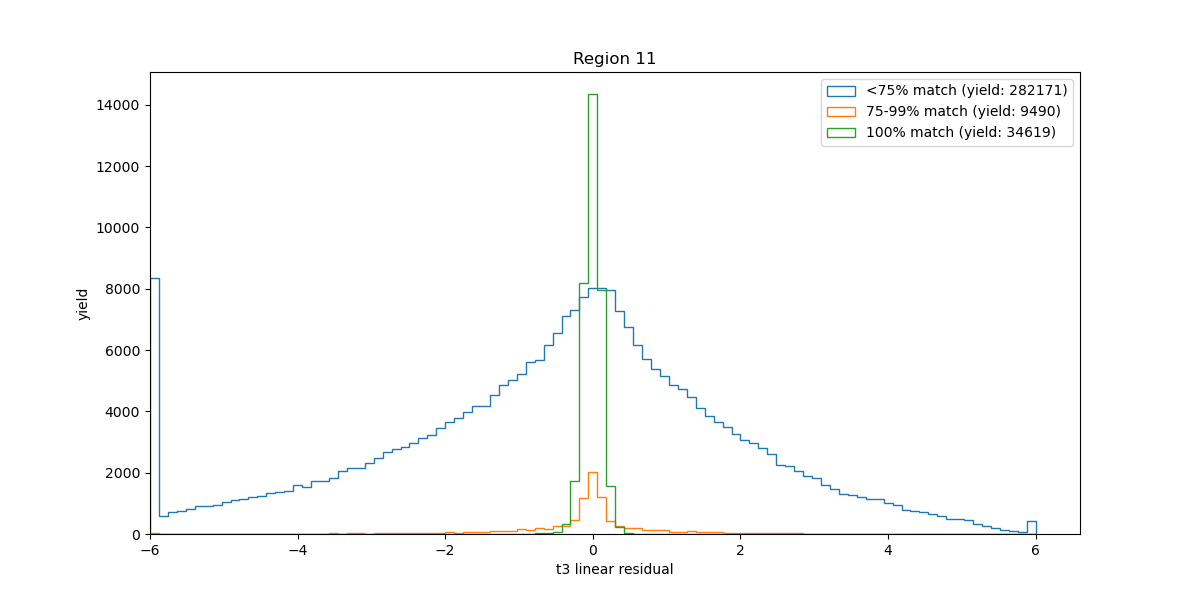 Region 11
<75% match (yield: 282171)
75-99% match (yield: 9490)
100% match (yield: 34619)
yield
14000
12000
10000
8000
6000
4000
2000
0
−6
−4
−2
0
2
4
6
t3 linear residual